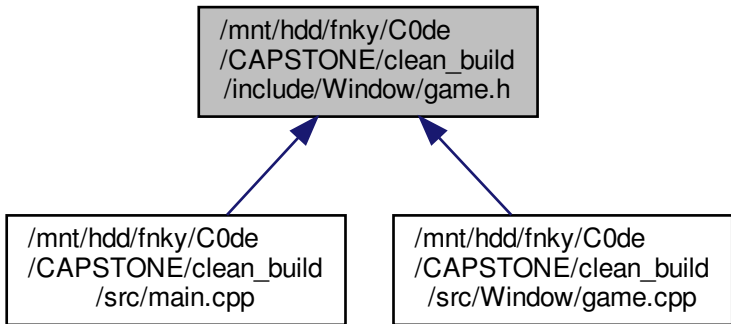 /mnt/hdd/fnky/C0de
/CAPSTONE/clean_build
/include/Window/game.h
/mnt/hdd/fnky/C0de
/CAPSTONE/clean_build
/src/main.cpp
/mnt/hdd/fnky/C0de
/CAPSTONE/clean_build
/src/Window/game.cpp